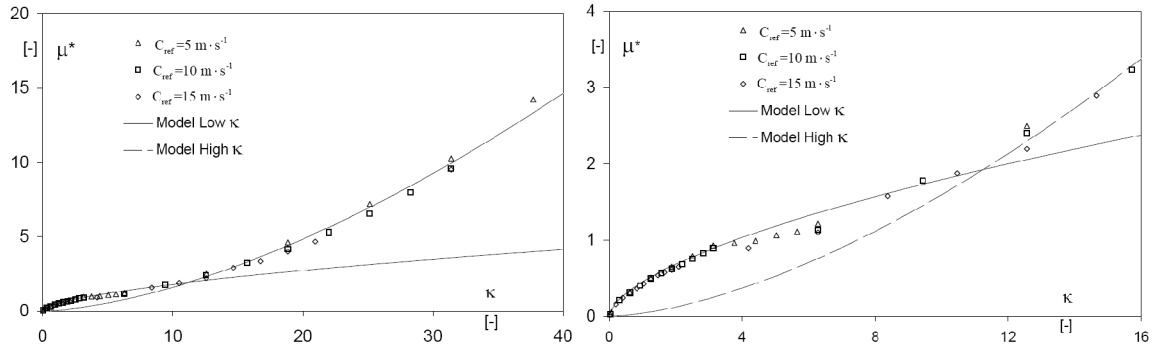 20
[-] μ*
C_ref=5 m·s⁻¹
C_ref=10 m·s⁻¹
C_ref=15 m·s⁻¹
Model Low κ
Model High κ
15
10
5
0
κ
[-]
0 10 20 30 40
4
[-] μ*
C_ref=5 m·s⁻¹
C_ref=10 m·s⁻¹
C_ref=15 m·s⁻¹
Model Low κ
Model High κ
3
2
1
0
κ
[-]
0 4 8 12 16